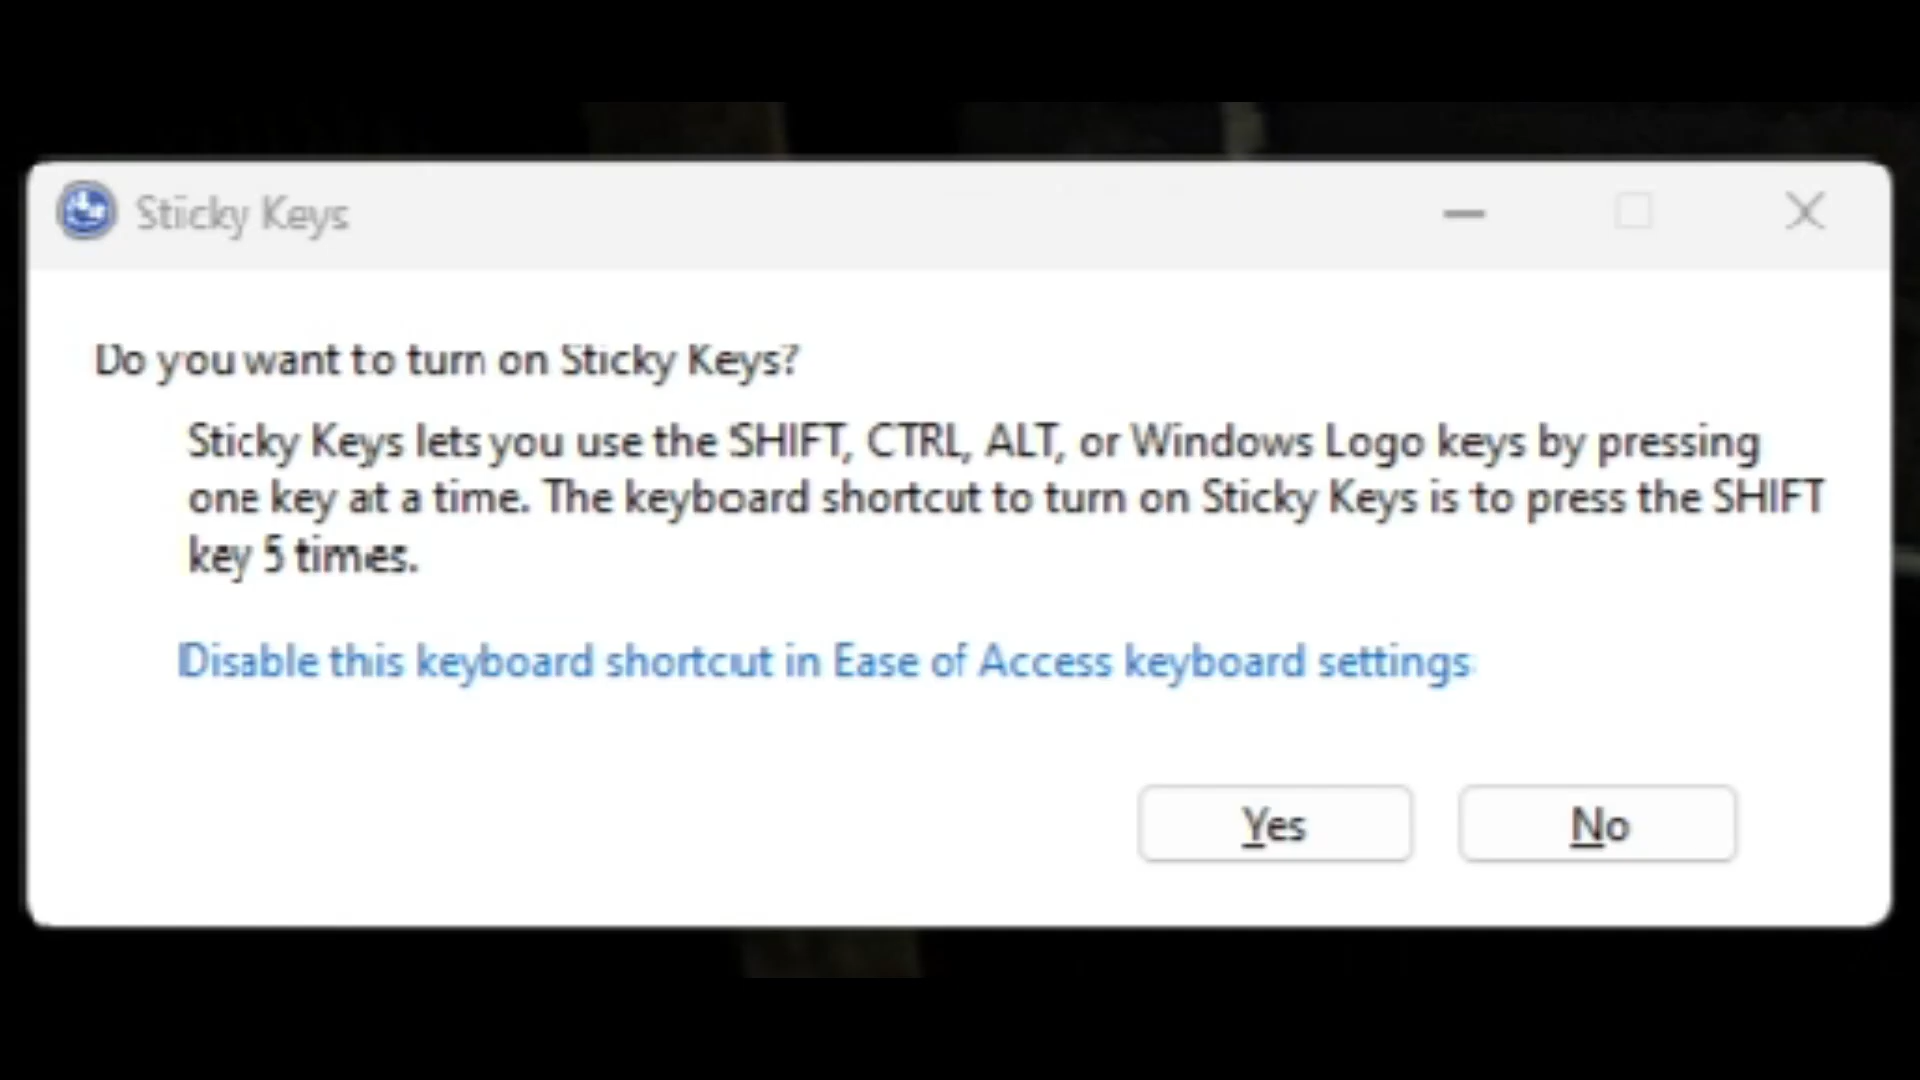 Sticky Keys
Do you want to turn on Sticky Keys?
Sticky Keys lets you use the SHIFT, CTRL, ALT, or Windows Logo keys by pressing
one key at a time. The keyboard shortcut to turn on Sticky Keys is to press the SHIFT
key 5 times.
Disable this keyboard shortcut in Ease of Access keyboard settings
Yes No